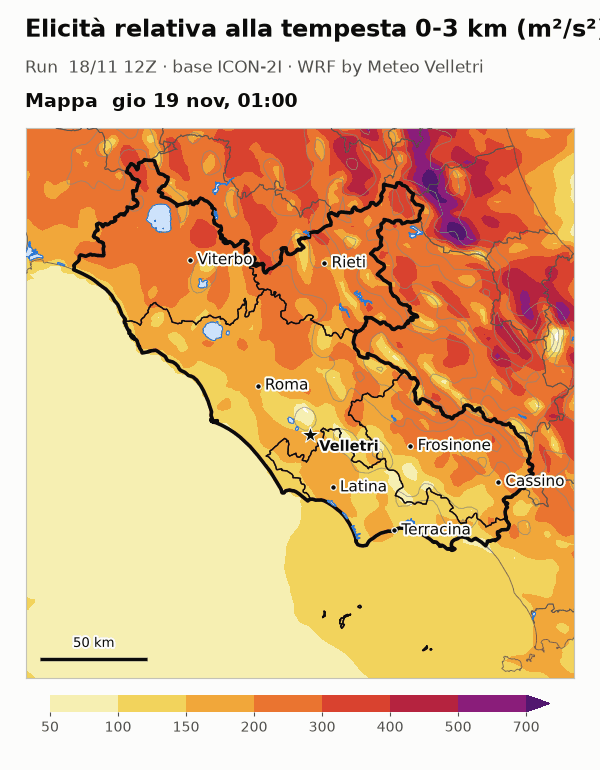 Elicità relativa alla tempesta 0-3 km (m²/s²)
Run  18/11 12Z · base ICON-2I · WRF by Meteo Velletri
Mappa  gio 19 nov, 01:00
Viterbo
Rieti
Roma
Velletri
Frosinone
Latina
Cassino
Terracina
50 km
50 100 150 200 300 400 500 700